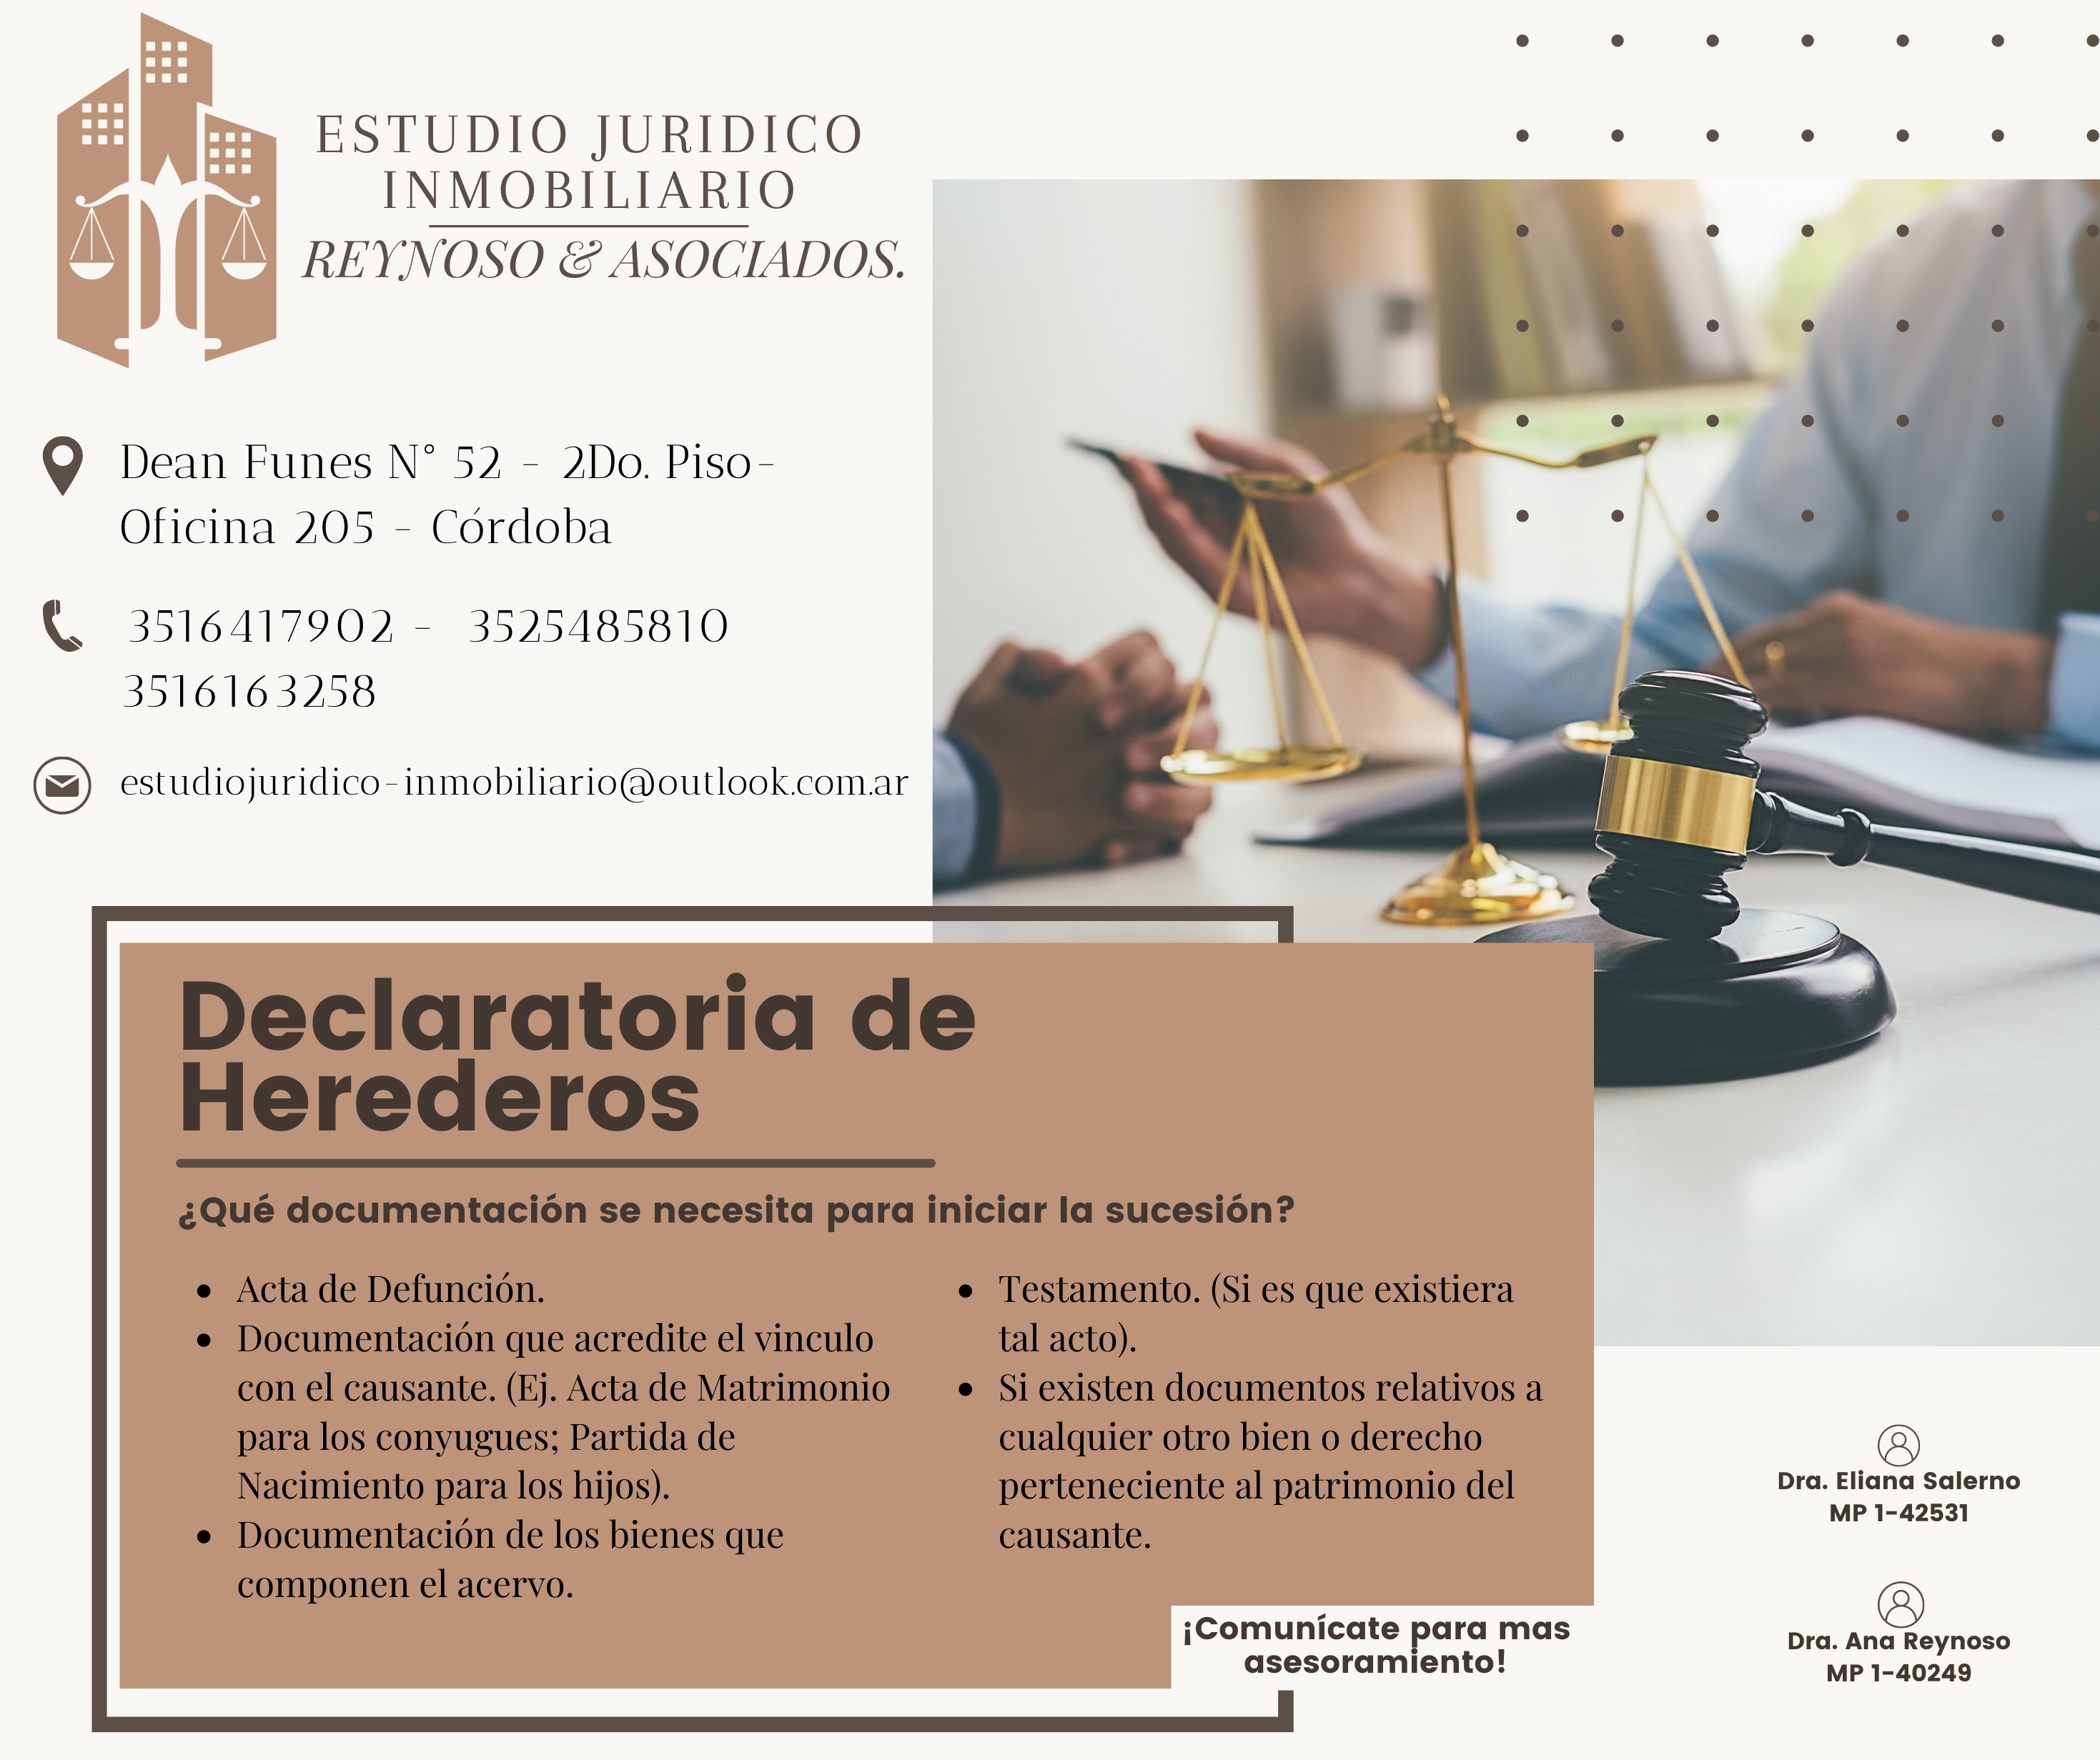 ESTUDIO JURIDICO
INMOBILIARIO
REYNOSO & ASOCIADOS.
Dean Funes N° 52 - 2Do. Piso-
Oficina 205 - Córdoba
3516417902 - 3525485810
3516163258
estudiojuridico-inmobiliario@outlook.com.ar
Declaratoria de
Herederos
¿Qué documentación se necesita para iniciar la sucesión?
• Acta de Defunción.
• Documentación que acredite el vinculo
con el causante. (Ej. Acta de Matrimonio
para los conyugues; Partida de
Nacimiento para los hijos).
• Documentación de los bienes que
componen el acervo.
• Testamento. (Si es que existiera
tal acto).
• Si existen documentos relativos a
cualquier otro bien o derecho
perteneciente al patrimonio del
causante.
¡Comunícate para mas
asesoramiento!
Dra. Eliana Salerno
MP 1-42531
Dra. Ana Reynoso
MP 1-40249